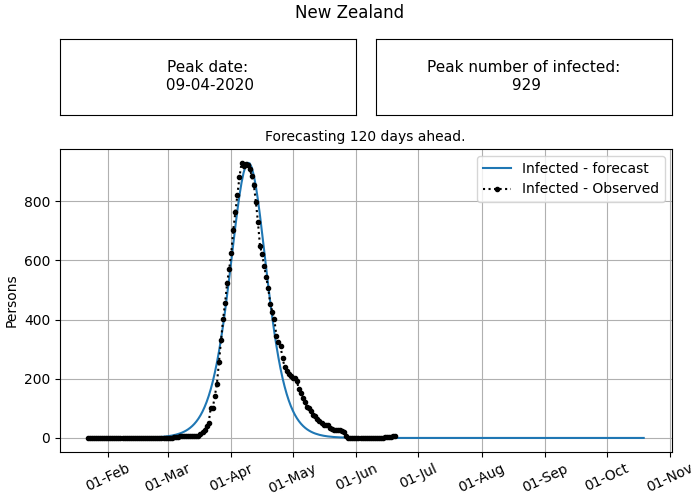 New Zealand
Peak date:
09-04-2020
Peak number of infected:
929
Forecasting 120 days ahead.
Infected - forecast
Infected - Observed
Persons
800
600
400
200
0
01-Feb
01-Mar
01-Apr
01-May
01-Jun
01-Jul
01-Aug
01-Sep
01-Oct
01-Nov